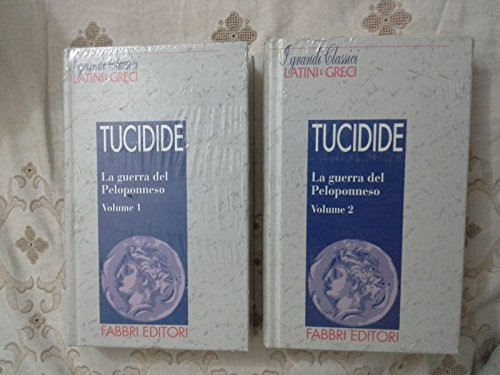 I grandi Classici
LATINI E GRECI
TUCIDIDE
La guerra del
Peloponneso
Volume 1
FABBRI EDITORI
I grandi Classici
LATINI E GRECI
TUCIDIDE
La guerra del
Peloponneso
Volume 2
FABBRI EDITORI